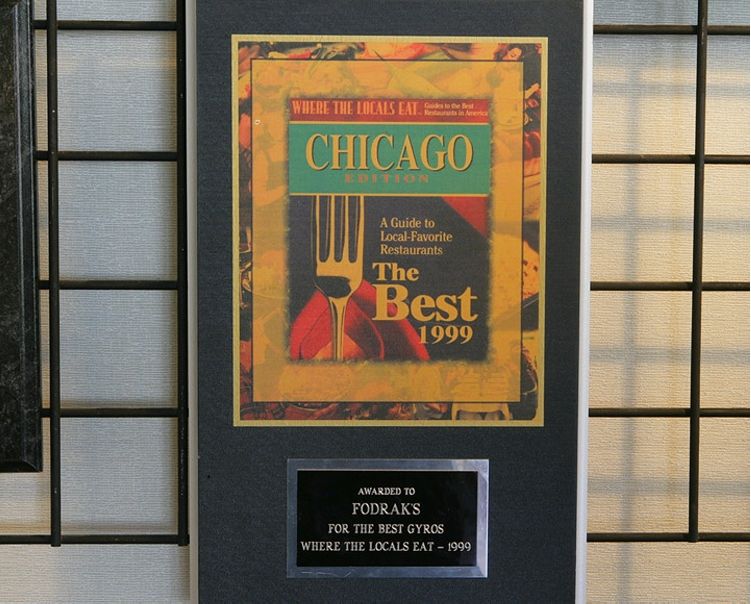 WHERE THE LOCALS EAT™ Guides to the Best
Restaurants in America
CHICAGO
EDITION
A Guide to
Local-Favorite
Restaurants
The
Best
1999
AWARDED TO
FODRAK'S
FOR THE BEST GYROS
WHERE THE LOCALS EAT – 1999